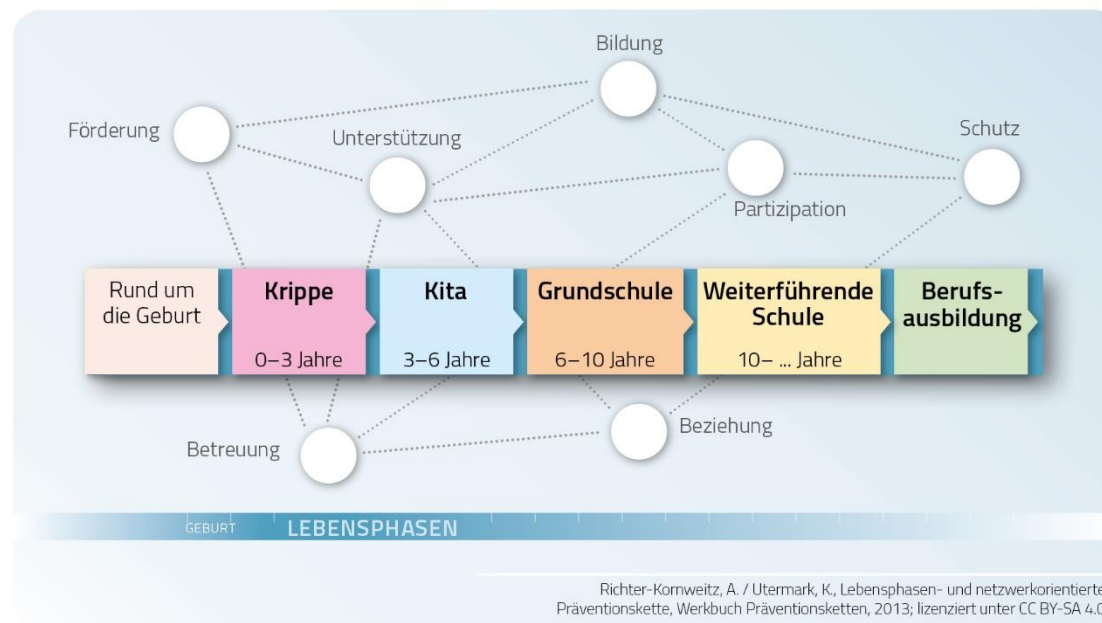 Bildung
Förderung
Unterstützung
Schutz
Partizipation
Rund um
die Geburt
Krippe
0–3 Jahre
Kita
3–6 Jahre
Grundschule
6–10 Jahre
Weiterführende
Schule
10– ... Jahre
Berufs-
ausbildung
Betreuung
Beziehung
GEBURT
LEBENSPHASEN
Richter-Kornweitz, A. / Utermark, K., Lebensphasen- und netzwerkorientierte
Präventionskette, Werkbuch Präventionsketten, 2013; lizenziert unter CC BY-SA 4.0